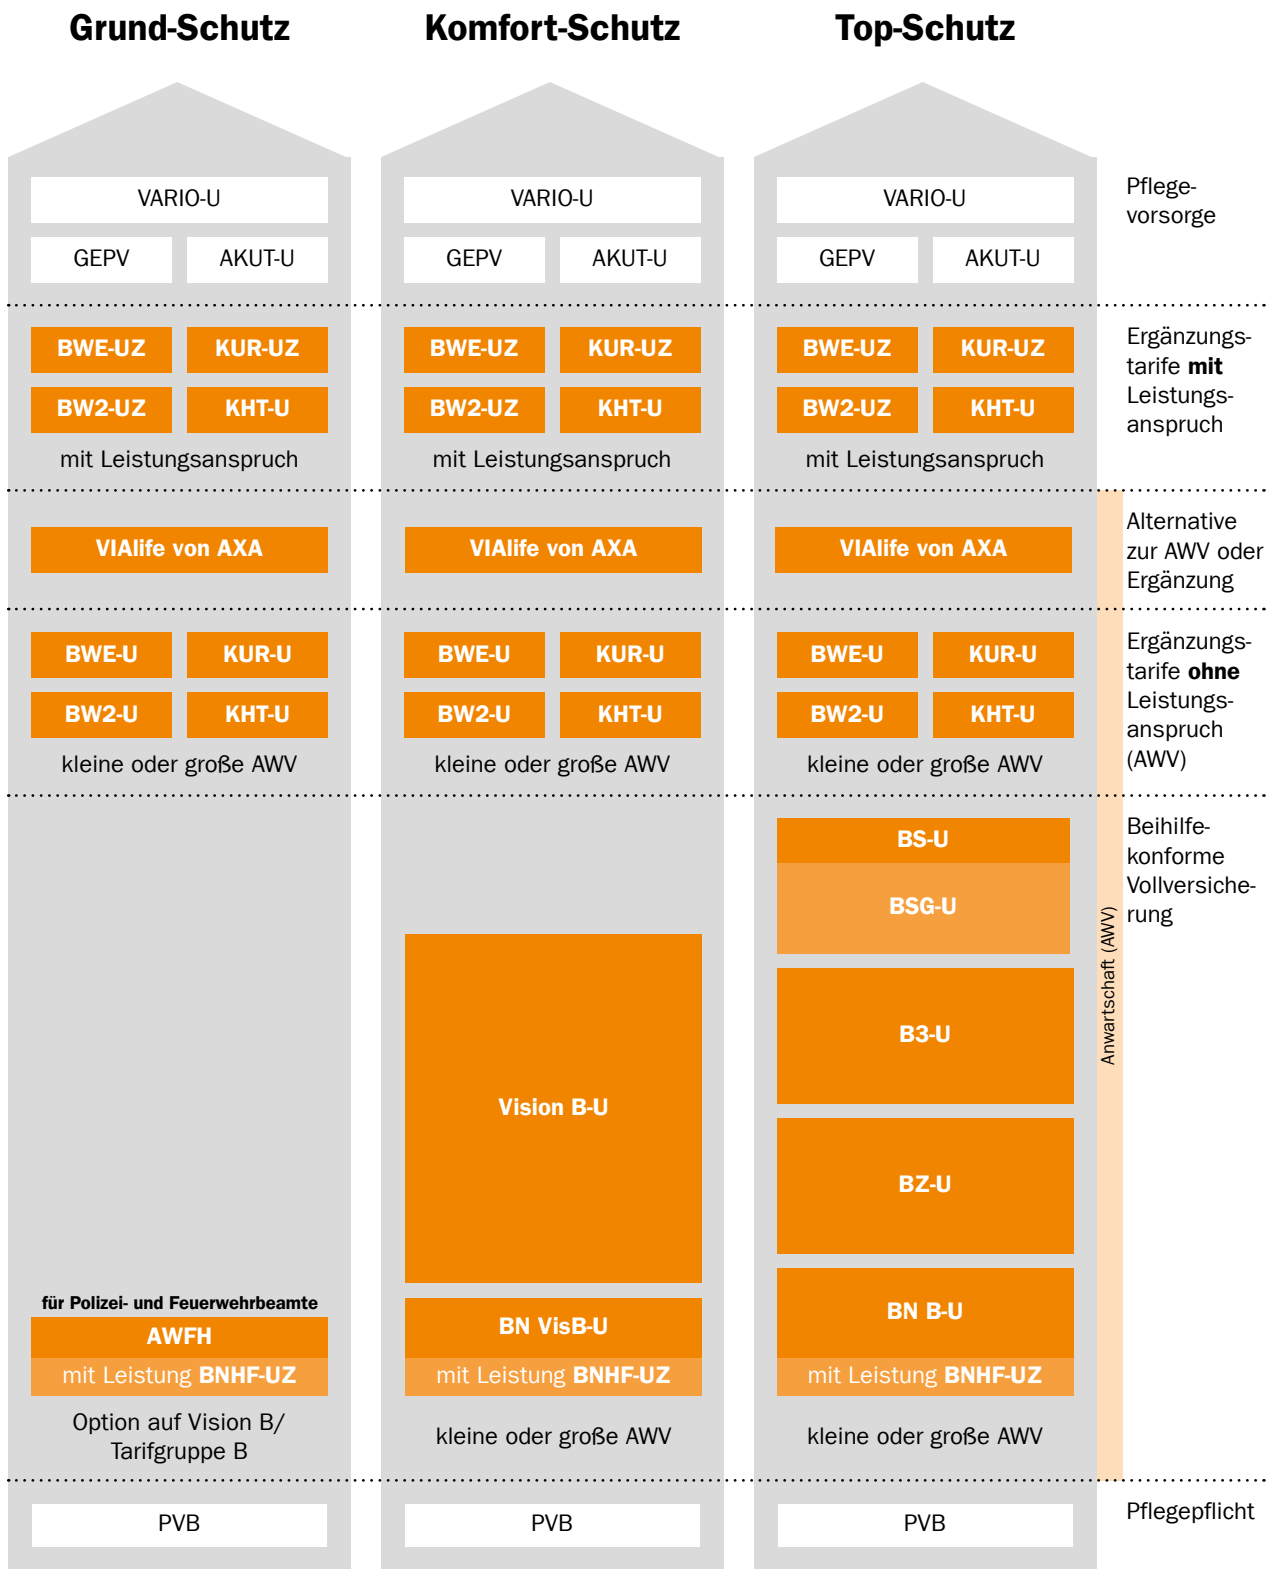 Grund-Schutz
Komfort-Schutz
Top-Schutz
VARIO-U
VARIO-U
VARIO-U
Pflege-
vorsorge
GEPV
AKUT-U
GEPV
AKUT-U
GEPV
AKUT-U
BWE-UZ
KUR-UZ
BWE-UZ
KUR-UZ
BWE-UZ
KUR-UZ
BW2-UZ
KHT-U
BW2-UZ
KHT-U
BW2-UZ
KHT-U
mit Leistungsanspruch
mit Leistungsanspruch
mit Leistungsanspruch
Ergänzungs-
tarife mit
Leistungs-
anspruch
VIAlife von AXA
VIAlife von AXA
VIAlife von AXA
Alternative
zur AWV oder
Ergänzung
BWE-U
KUR-U
BWE-U
KUR-U
BWE-U
KUR-U
BW2-U
KHT-U
BW2-U
KHT-U
BW2-U
KHT-U
kleine oder große AWV
kleine oder große AWV
kleine oder große AWV
Ergänzungs-
tarife ohne
Leistungs-
anspruch
(AWV)
für Polizei- und Feuerwehrbeamte
AWFH
mit Leistung BNHF-UZ
Option auf Vision B/
Tarifgruppe B
Vision B-U
BN VisB-U
mit Leistung BNHF-UZ
kleine oder große AWV
BS-U
BSG-U
B3-U
BZ-U
BN B-U
mit Leistung BNHF-UZ
kleine oder große AWV
Anwartschaft (AWV)
Beihilfe-
konforme
Vollversiche-
rung
PVB
PVB
PVB
Pflegepflicht